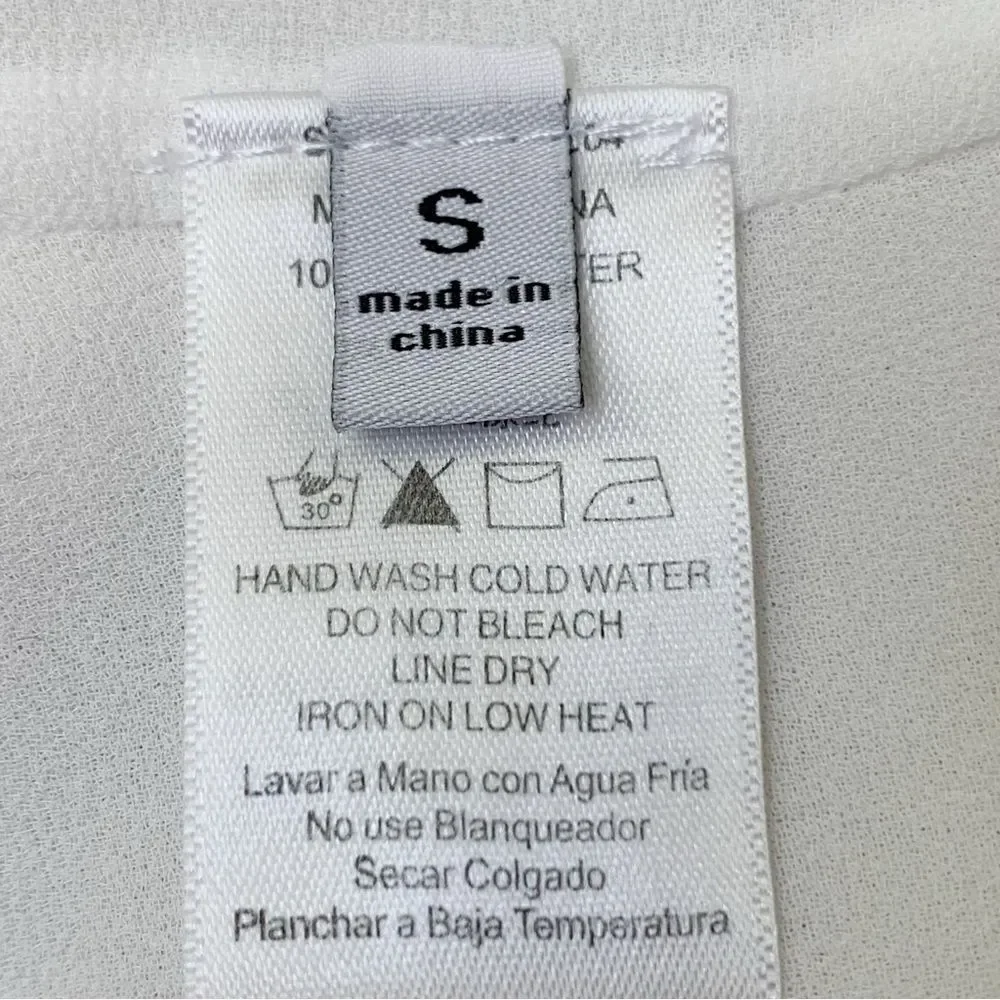 S
made in
china
30°
HAND WASH COLD WATER
DO NOT BLEACH
LINE DRY
IRON ON LOW HEAT
Lavar a Mano con Agua Fría
No use Blanqueador
Secar Colgado
Planchar a Baja Temperatura